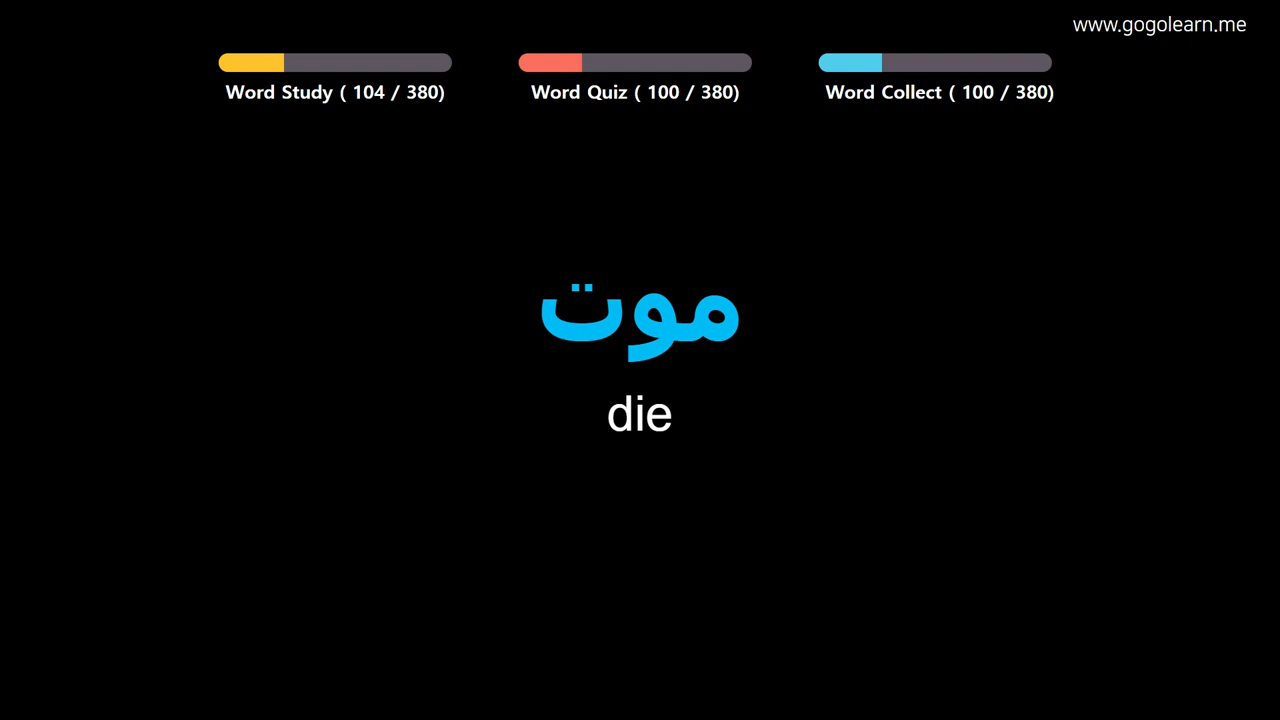 www.gogolearn.me
Word Study ( 104 / 380)
Word Quiz ( 100 / 380)
Word Collect ( 100 / 380)
موت
die